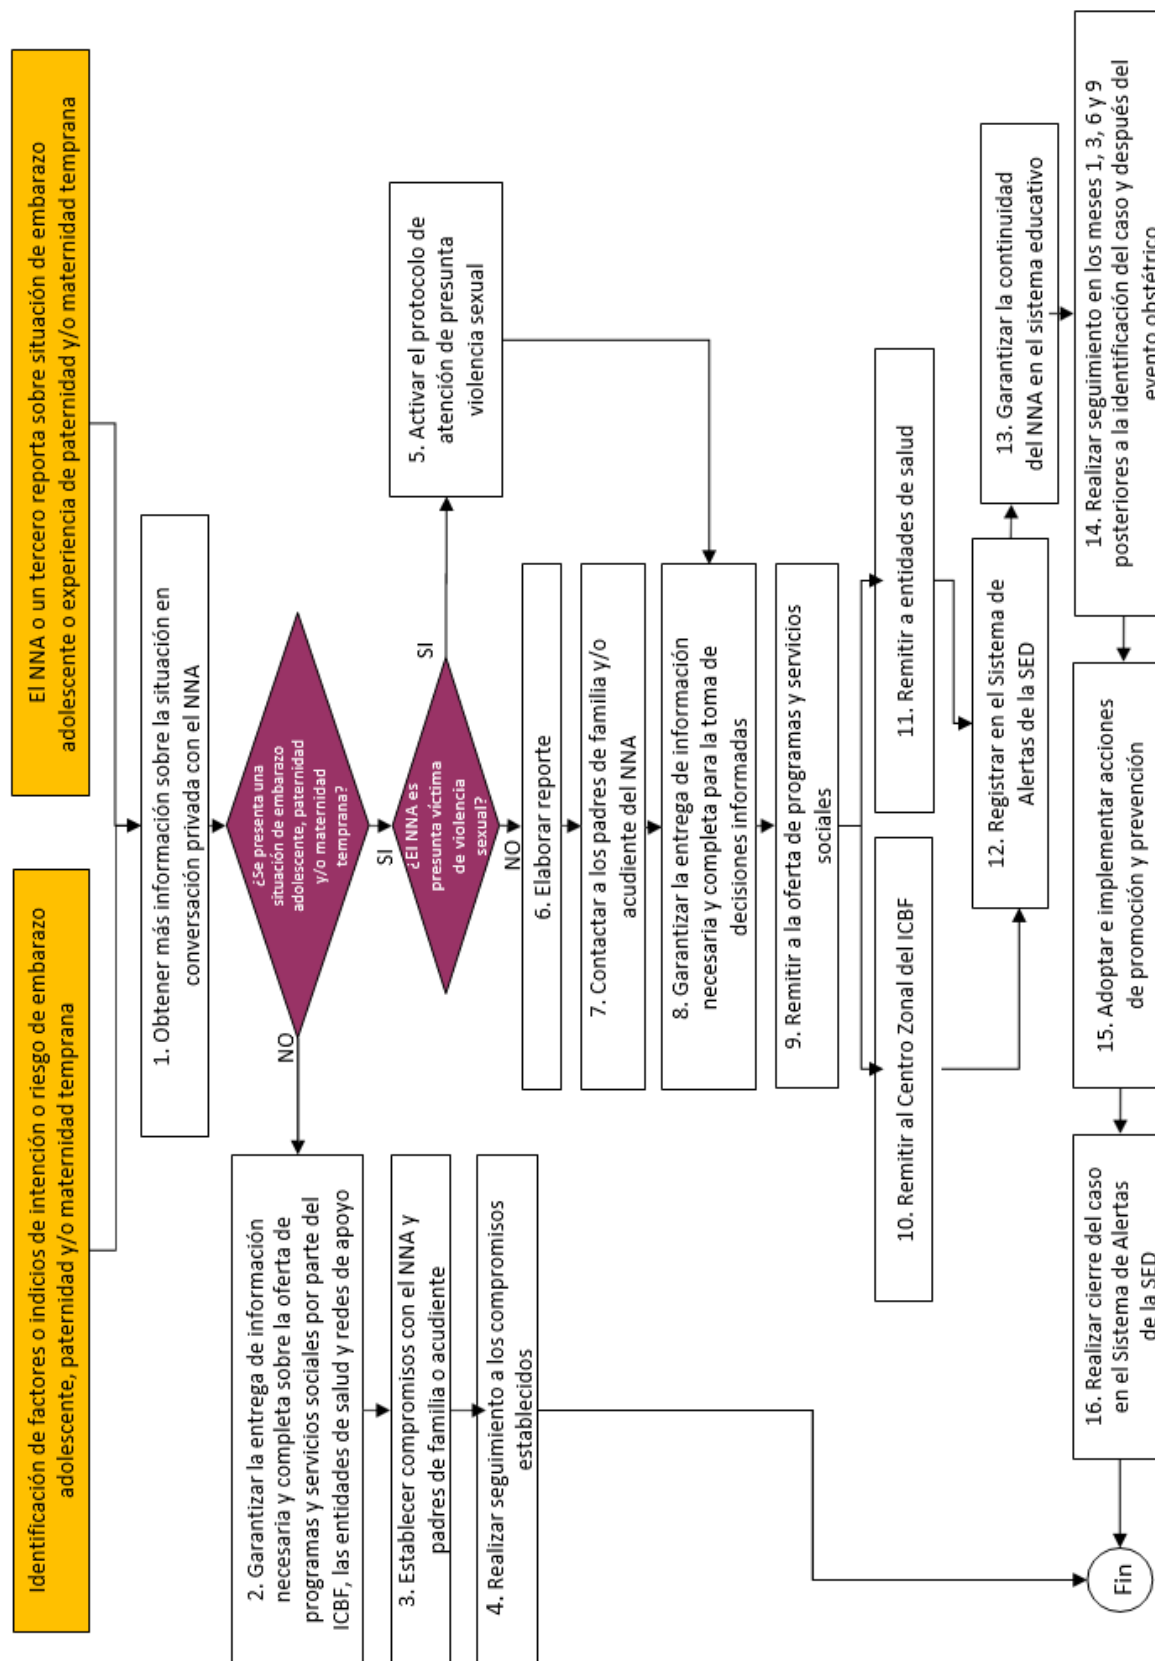 Identificación de factores o indicios de intención o riesgo de embarazo
adolescente, paternidad y/o maternidad temprana
El NNA o un tercero reporta sobre situación de embarazo
adolescente o experiencia de paternidad y/o maternidad temprana
1. Obtener más información sobre la situación en
conversación privada con el NNA
¿Se presenta una
situación de embarazo
adolescente, paternidad
y/o maternidad
temprana?
NO
SI
2. Garantizar la entrega de información
necesaria y completa sobre la oferta de
programas y servicios sociales por parte del
ICBF, las entidades de salud y redes de apoyo
3. Establecer compromisos con el NNA y
padres de familia o acudiente
4. Realizar seguimiento a los compromisos
establecidos
¿El NNA es
presunta víctima
de violencia
sexual?
SI
NO
5. Activar el protocolo de
atención de presunta
violencia sexual
6. Elaborar reporte
7. Contactar a los padres de familia y/o
acudiente del NNA
8. Garantizar la entrega de información
necesaria y completa para la toma de
decisiones informadas
9. Remitir a la oferta de programas y servicios
sociales
10. Remitir al Centro Zonal del ICBF
11. Remitir a entidades de salud
12. Registrar en el Sistema de
Alertas de la SED
13. Garantizar la continuidad
del NNA en el sistema educativo
14. Realizar seguimiento en los meses 1, 3, 6 y 9
posteriores a la identificación del caso y después del
evento obstétrico
15. Adoptar e implementar acciones
de promoción y prevención
16. Realizar cierre del caso
en el Sistema de Alertas
de la SED
Fin